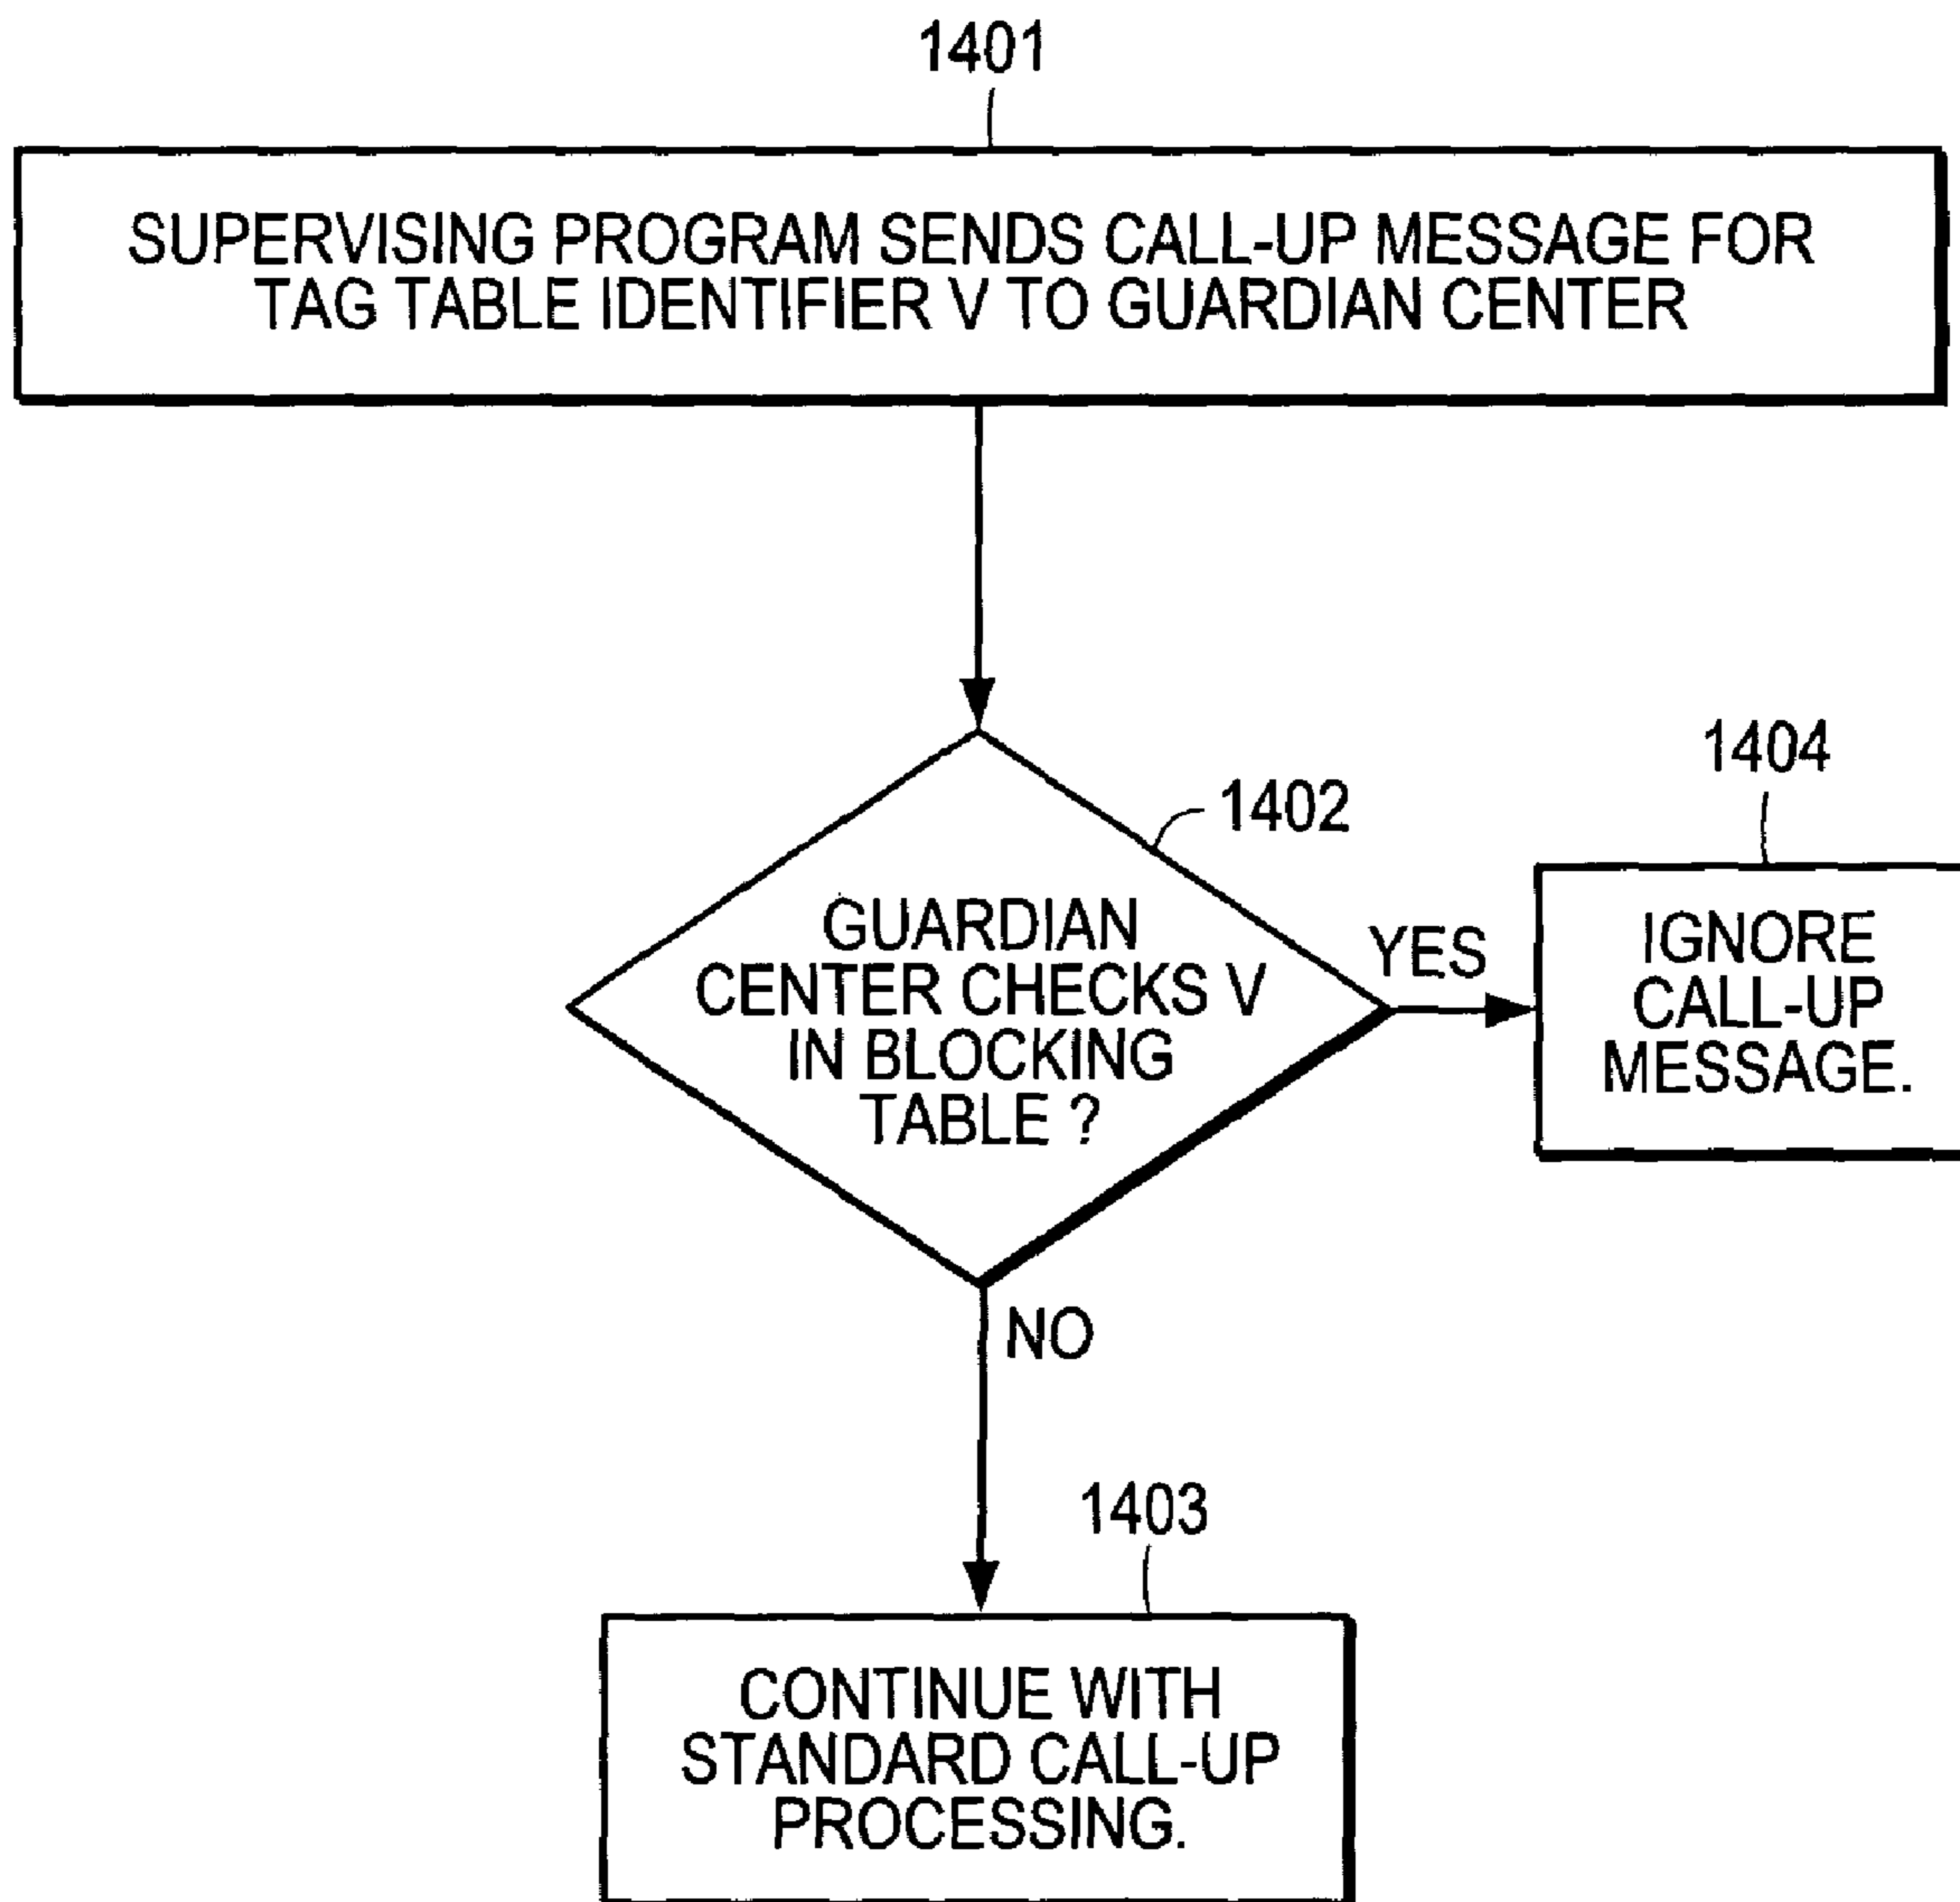 1401
SUPERVISING PROGRAM SENDS CALL-UP MESSAGE FOR
TAG TABLE IDENTIFIER V TO GUARDIAN CENTER
1402
GUARDIAN
CENTER CHECKS V
IN BLOCKING
TABLE ?
YES
1404
IGNORE
CALL-UP
MESSAGE.
NO
1403
CONTINUE WITH
STANDARD CALL-UP
PROCESSING.